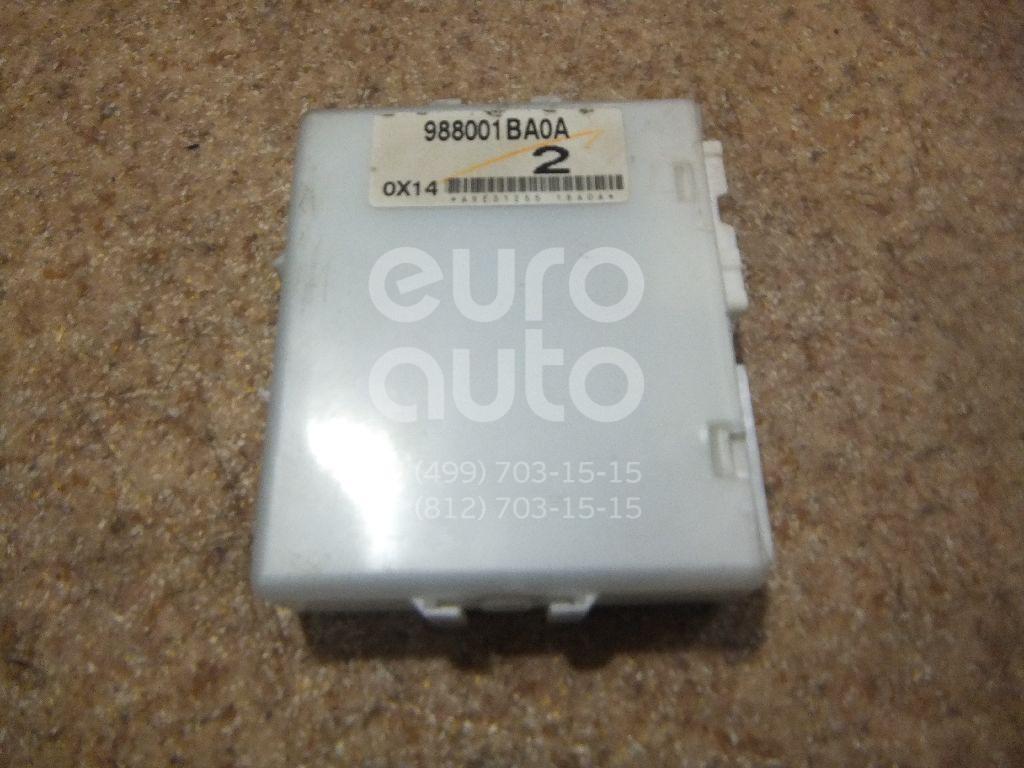 988001BA0A
2
0X14
euro
auto
(499) 703-15-15
(812) 703-15-15